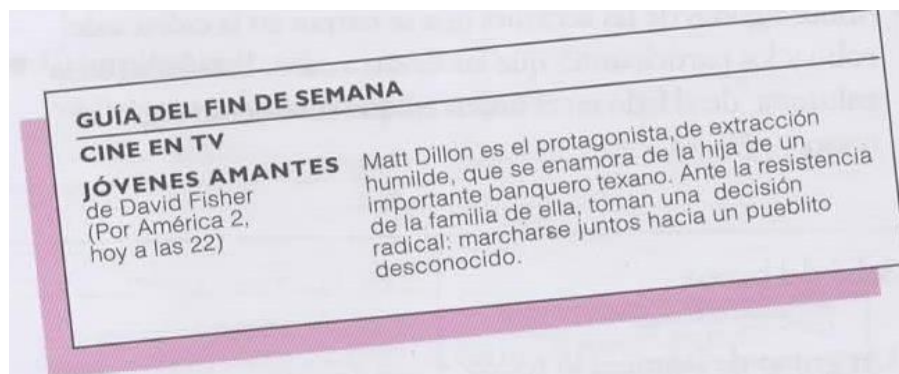 GUÍA DEL FIN DE SEMANA
CINE EN TV
JÓVENES AMANTES
de David Fisher
(Por América 2,
hoy a las 22)
Matt Dillon es el protagonista, de extracción
humilde, que se enamora de la hija de un
importante banquero texano. Ante la resistencia
de la familia de ella, toman una decisión
radical: marcharse juntos hacia un pueblito
desconocido.